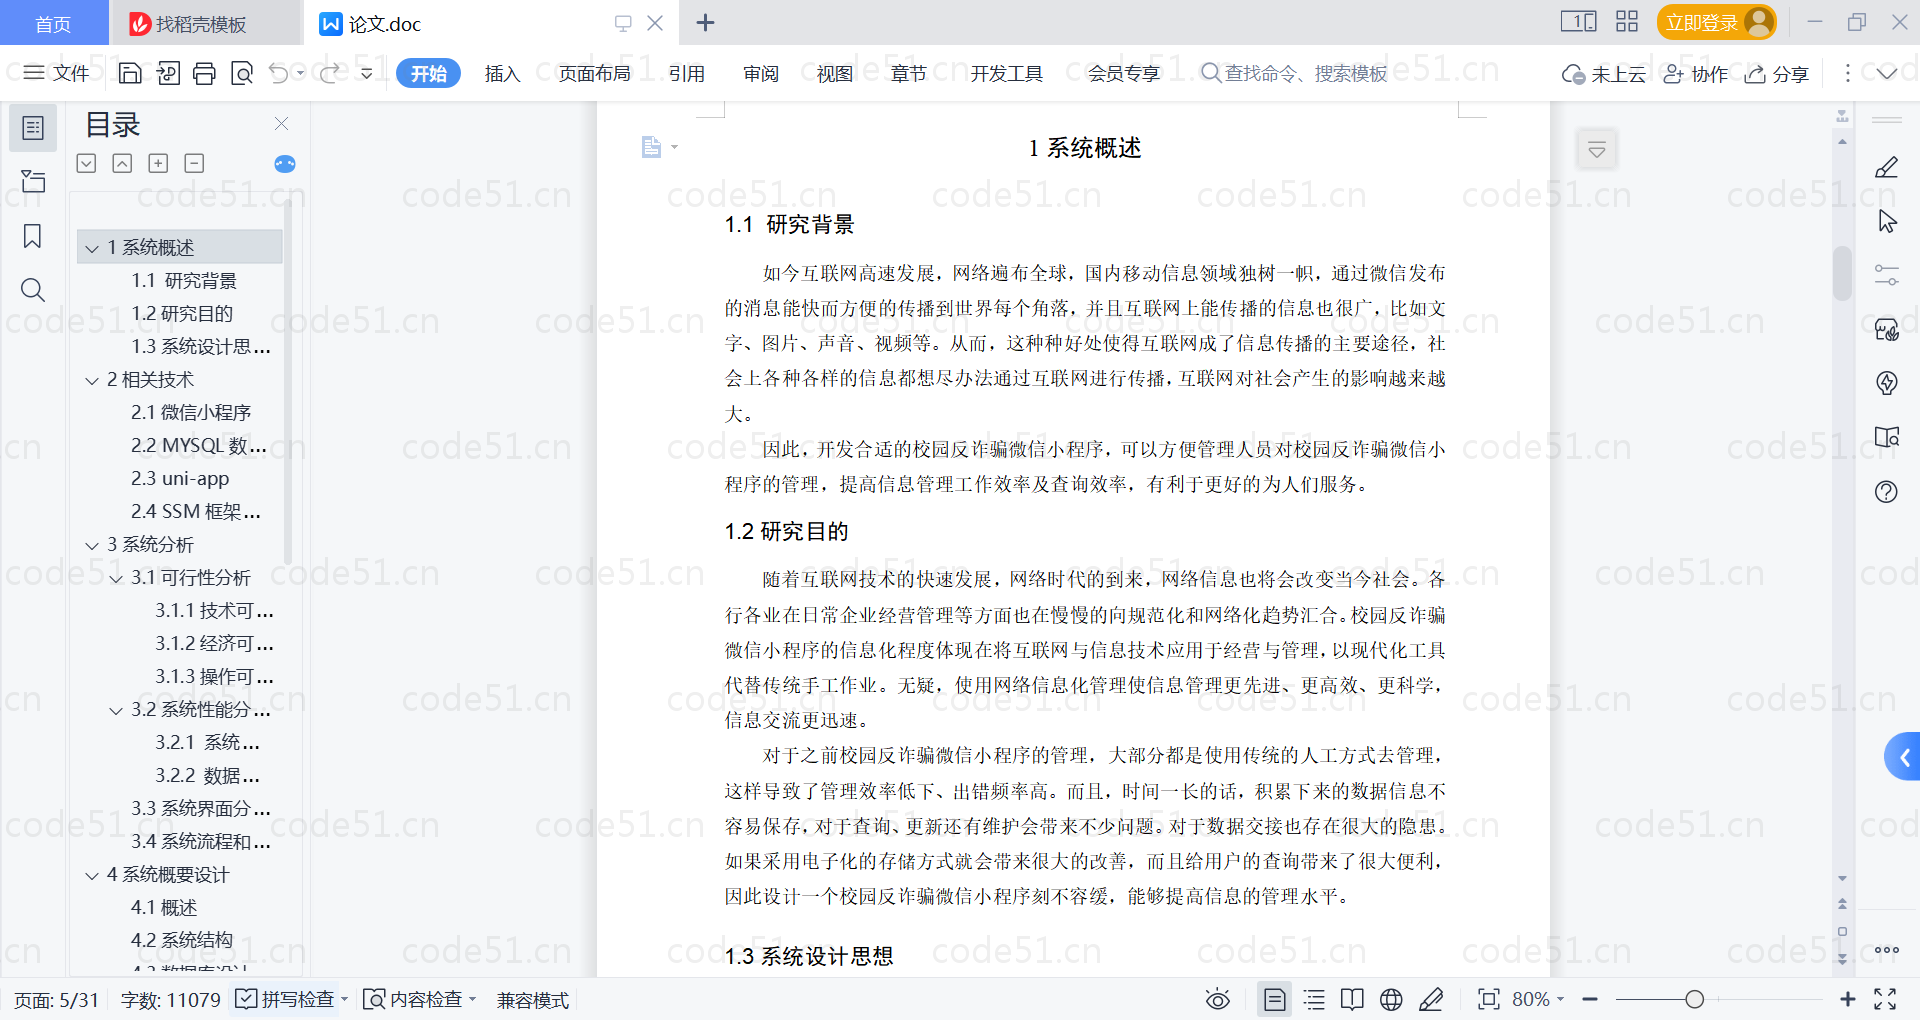 首页
找稻壳模板
论文.doc
立即登录
文件
开始
插入
页面布局
引用
审阅
视图
章节
开发工具
会员专享
查找命令、搜索模板
未上云
协作
分享
目录
1 系统概述
1.1 研究背景
1.2 研究目的
1.3 系统设计思...
2 相关技术
2.1 微信小程序
2.2 MYSQL 数...
2.3 uni-app
2.4 SSM 框架...
3 系统分析
3.1 可行性分析
3.1.1 技术可...
3.1.2 经济可...
3.1.3 操作可...
3.2 系统性能分...
3.2.1 系统...
3.2.2 数据...
3.3 系统界面分...
3.4 系统流程和...
4 系统概要设计
4.1 概述
4.2 系统结构
4.3 数据库设计
1 系统概述
1.1 研究背景
如今互联网高速发展，网络遍布全球，国内移动信息领域独树一帜，通过微信发布
的消息能快而方便的传播到世界每个角落，并且互联网上能传播的信息也很广，比如文
字、图片、声音、视频等。从而，这种种好处使得互联网成了信息传播的主要途径，社
会上各种各样的信息都想尽办法通过互联网进行传播，互联网对社会产生的影响越来越
大。
因此，开发合适的校园反诈骗微信小程序，可以方便管理人员对校园反诈骗微信小
程序的管理，提高信息管理工作效率及查询效率，有利于更好的为人们服务。
1.2 研究目的
随着互联网技术的快速发展，网络时代的到来，网络信息也将会改变当今社会。各
行各业在日常企业经营管理等方面也在慢慢的向规范化和网络化趋势汇合。校园反诈骗
微信小程序的信息化程度体现在将互联网与信息技术应用于经营与管理，以现代化工具
代替传统手工作业。无疑，使用网络信息化管理使信息管理更先进、更高效、更科学，
信息交流更迅速。
对于之前校园反诈骗微信小程序的管理，大部分都是使用传统的人工方式去管理，
这样导致了管理效率低下、出错频率高。而且，时间一长的话，积累下来的数据信息不
容易保存，对于查询、更新还有维护会带来不少问题。对于数据交接也存在很大的隐患。
如果采用电子化的存储方式就会带来很大的改善，而且给用户的查询带来了很大便利，
因此设计一个校园反诈骗微信小程序刻不容缓，能够提高信息的管理水平。
1.3 系统设计思想
页面: 5/31
字数: 11079
拼写检查
内容检查
兼容模式
80%
code51.cn